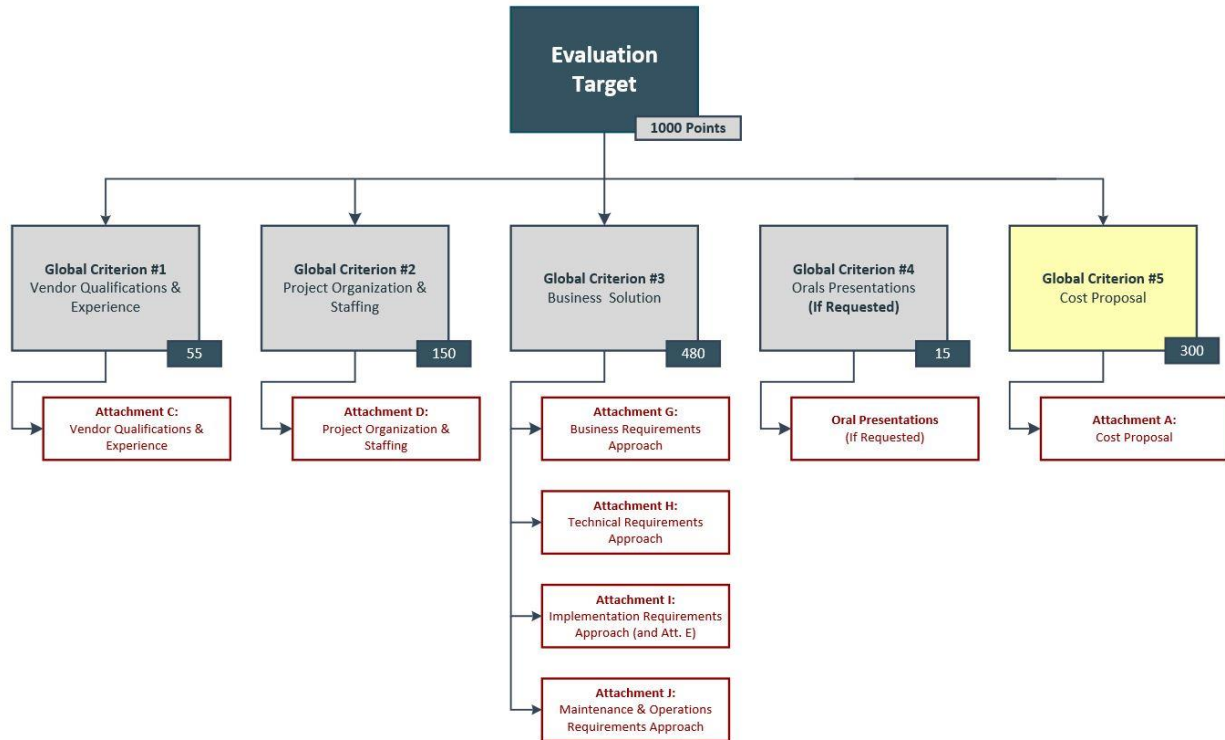 Evaluation
Target
1000 Points
Global Criterion #1
Vendor Qualifications &
Experience
55
Global Criterion #2
Project Organization &
Staffing
150
Global Criterion #3
Business Solution
480
Global Criterion #4
Orals Presentations
(If Requested)
15
Global Criterion #5
Cost Proposal
300
Attachment C:
Vendor Qualifications &
Experience
Attachment D:
Project Organization &
Staffing
Attachment G:
Business Requirements
Approach
Attachment H:
Technical Requirements
Approach
Attachment I:
Implementation Requirements
Approach (and Att. E)
Attachment J:
Maintenance & Operations
Requirements Approach
Oral Presentations
(If Requested)
Attachment A:
Cost Proposal